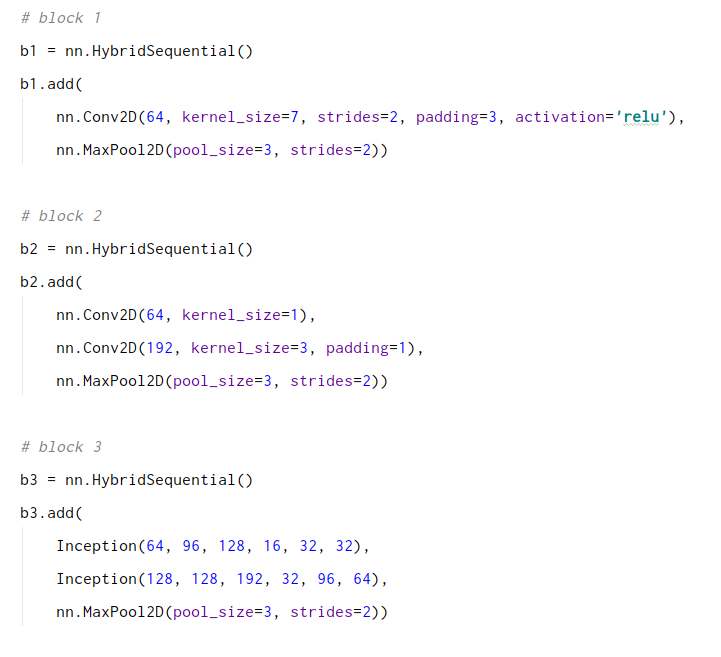 # block 1
b1 = nn.HybridSequential()
b1.add(
    nn.Conv2D(64, kernel_size=7, strides=2, padding=3, activation='relu'),
    nn.MaxPool2D(pool_size=3, strides=2))
# block 2
b2 = nn.HybridSequential()
b2.add(
    nn.Conv2D(64, kernel_size=1),
    nn.Conv2D(192, kernel_size=3, padding=1),
    nn.MaxPool2D(pool_size=3, strides=2))
# block 3
b3 = nn.HybridSequential()
b3.add(
    Inception(64, 96, 128, 16, 32, 32),
    Inception(128, 128, 192, 32, 96, 64),
    nn.MaxPool2D(pool_size=3, strides=2))